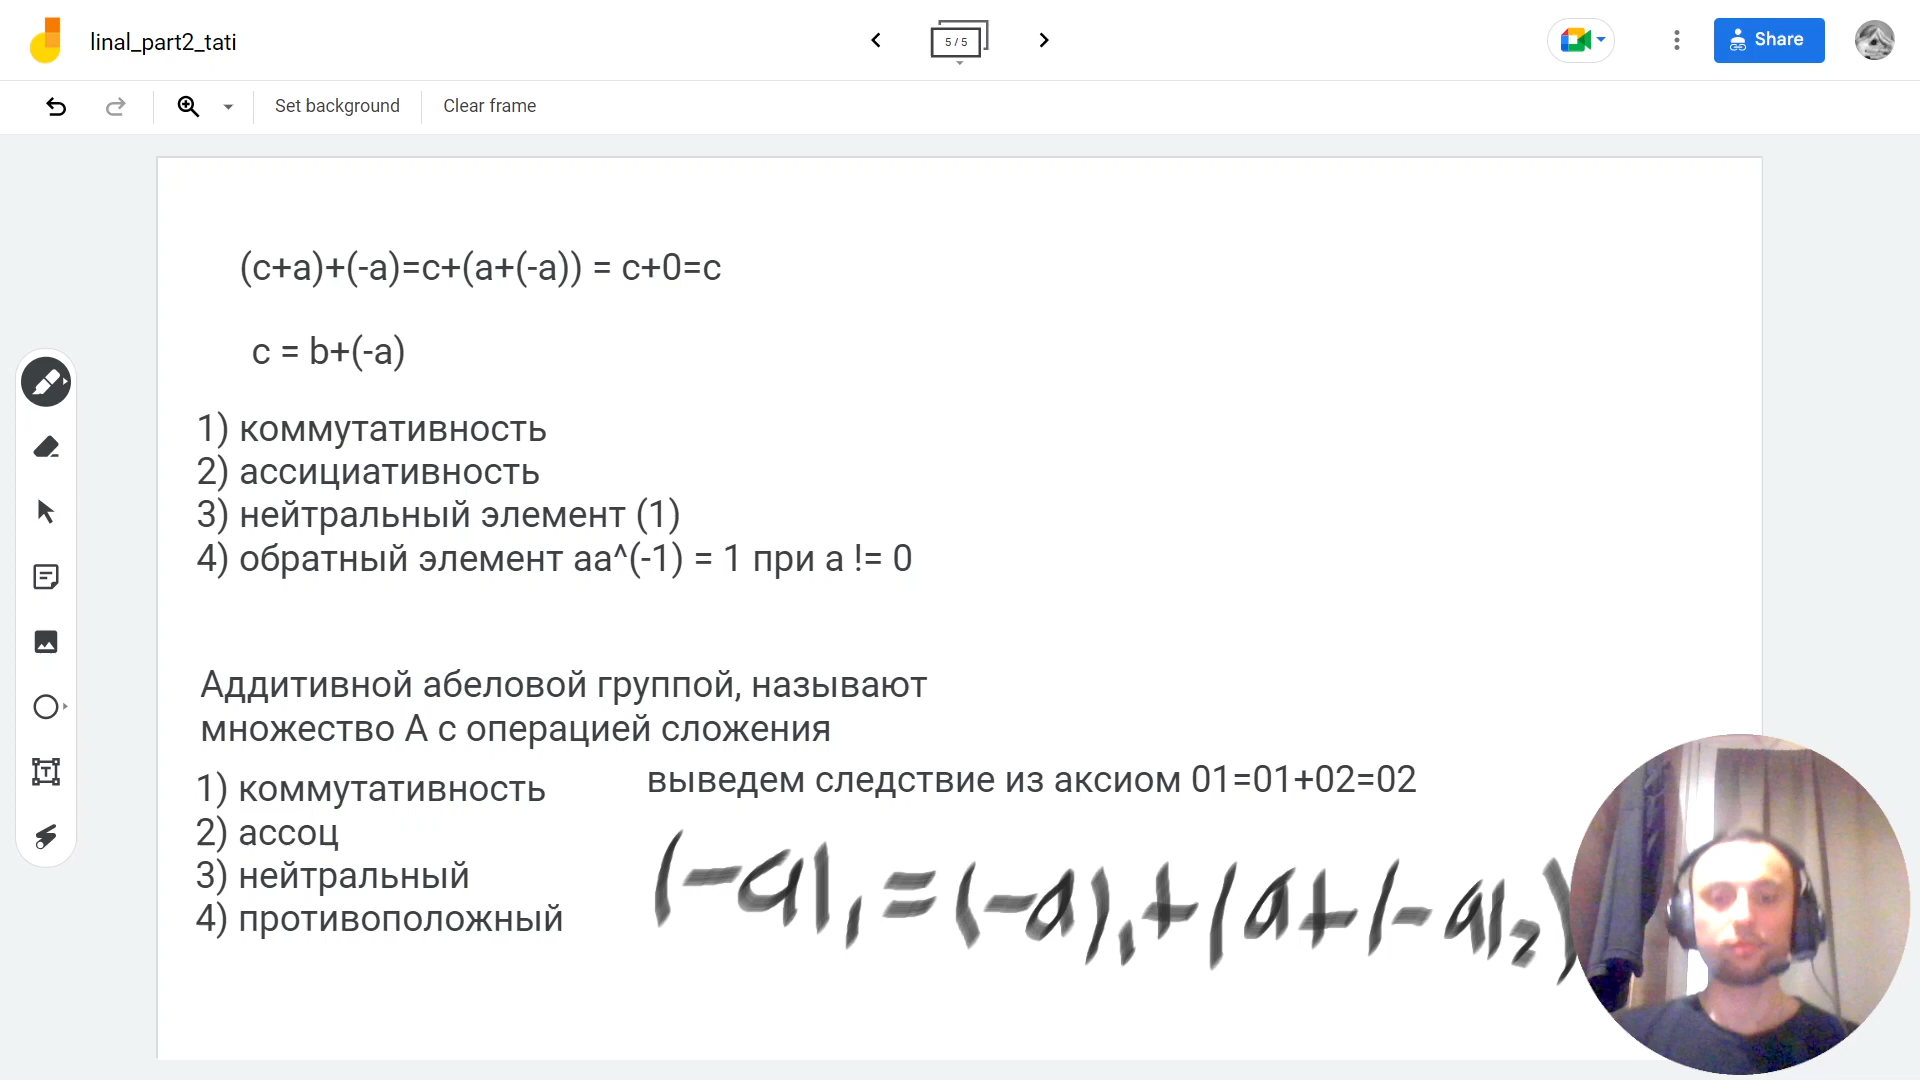 linal_part2_tati
5 / 5
Share
Set background
Clear frame
(c+a)+(-a)=c+(a+(-a)) = c+0=c
c = b+(-a)
1) коммутативность
2) ассициативность
3) нейтральный элемент (1)
4) обратный элемент aa^(-1) = 1 при a != 0
Аддитивной абеловой группой, называют
множество А с операцией сложения
1) коммутативность
2) ассоц
3) нейтральный
4) противоположный
выведем следствие из аксиом 01=01+02=02
(-a)₁=(-a)₁+(a+(-a)₂)